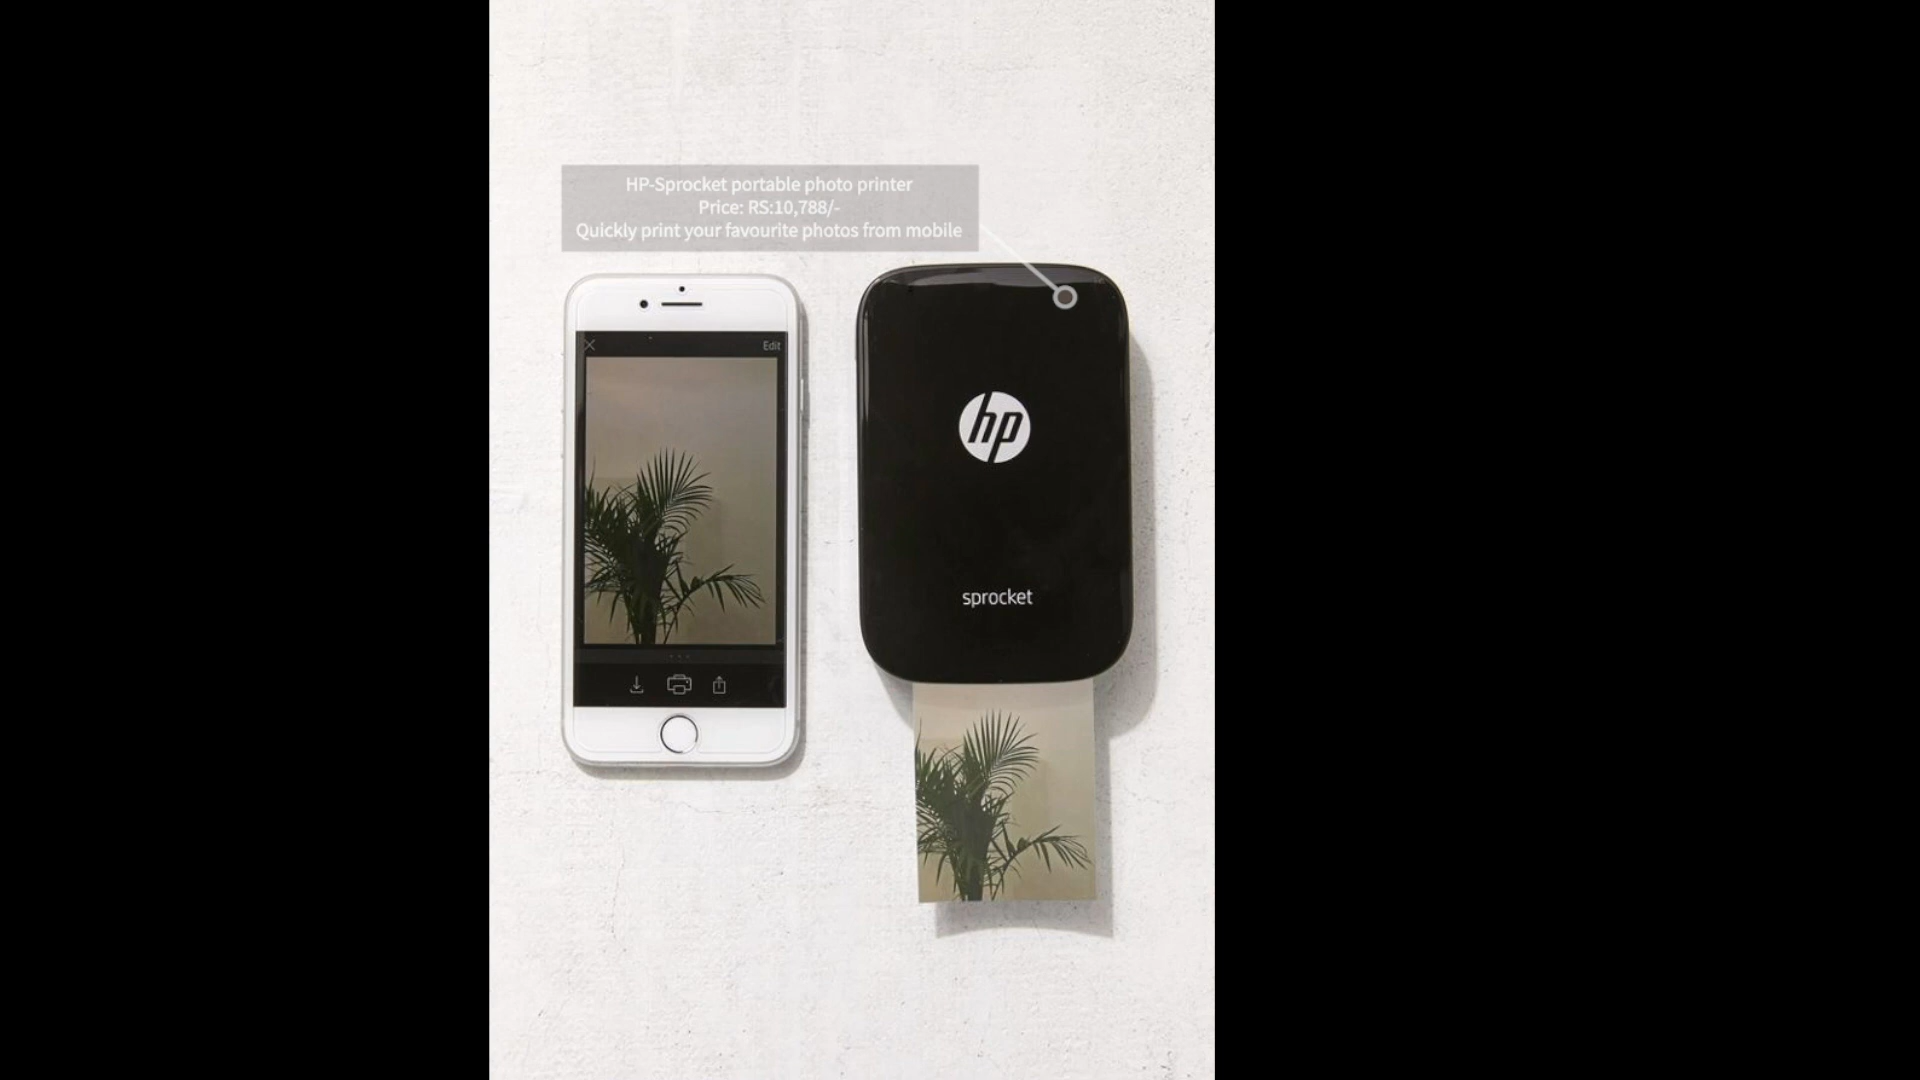 HP-Sprocket portable photo printer
Price: RS:10,788/-
Quickly print your favourite photos from mobile
Edit
hp
sprocket